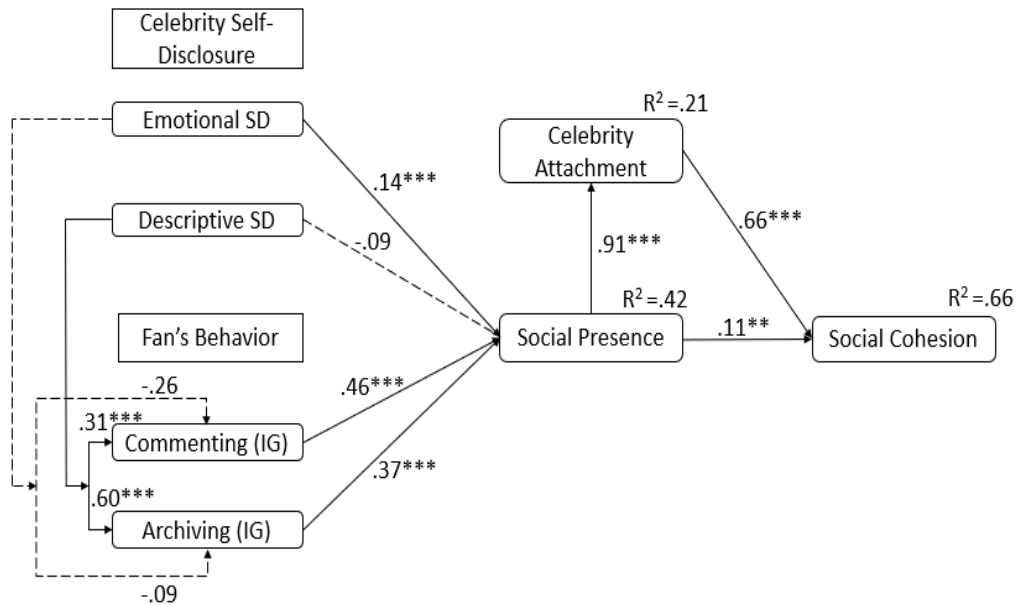 Celebrity Self-
Disclosure
Emotional SD
Descriptive SD
.14***
-.09
R² =.21
Celebrity
Attachment
.91***
.66***
R² =.42
Social Presence
.11**
R² =.66
Social Cohesion
Fan's Behavior
-.26
.31***
Commenting (IG)
.46***
.60***
Archiving (IG)
.37***
-.09